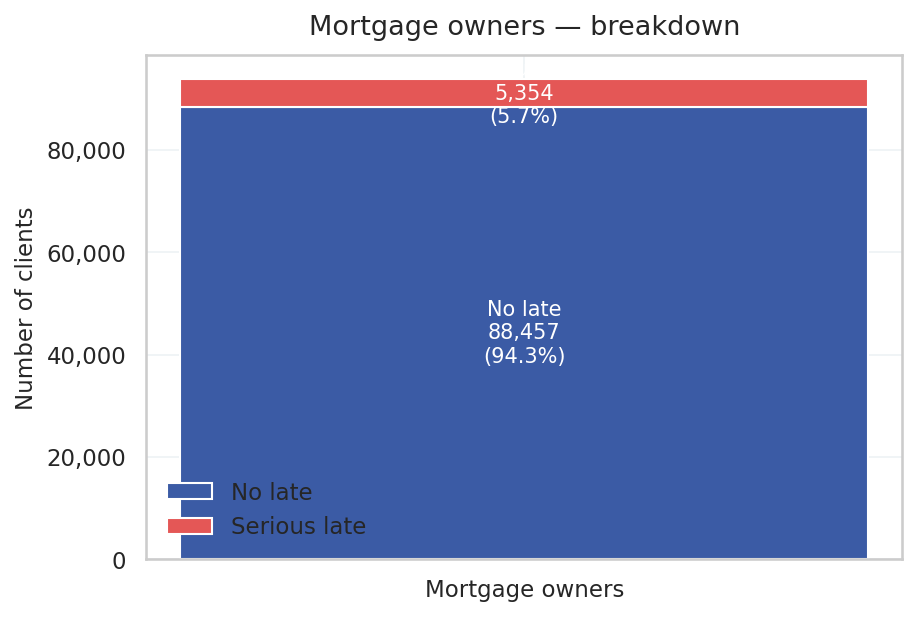 Mortgage owners — breakdown
Number of clients
80,000
60,000
40,000
20,000
0
5,354
(5.7%)
No late
88,457
(94.3%)
No late
Serious late
Mortgage owners